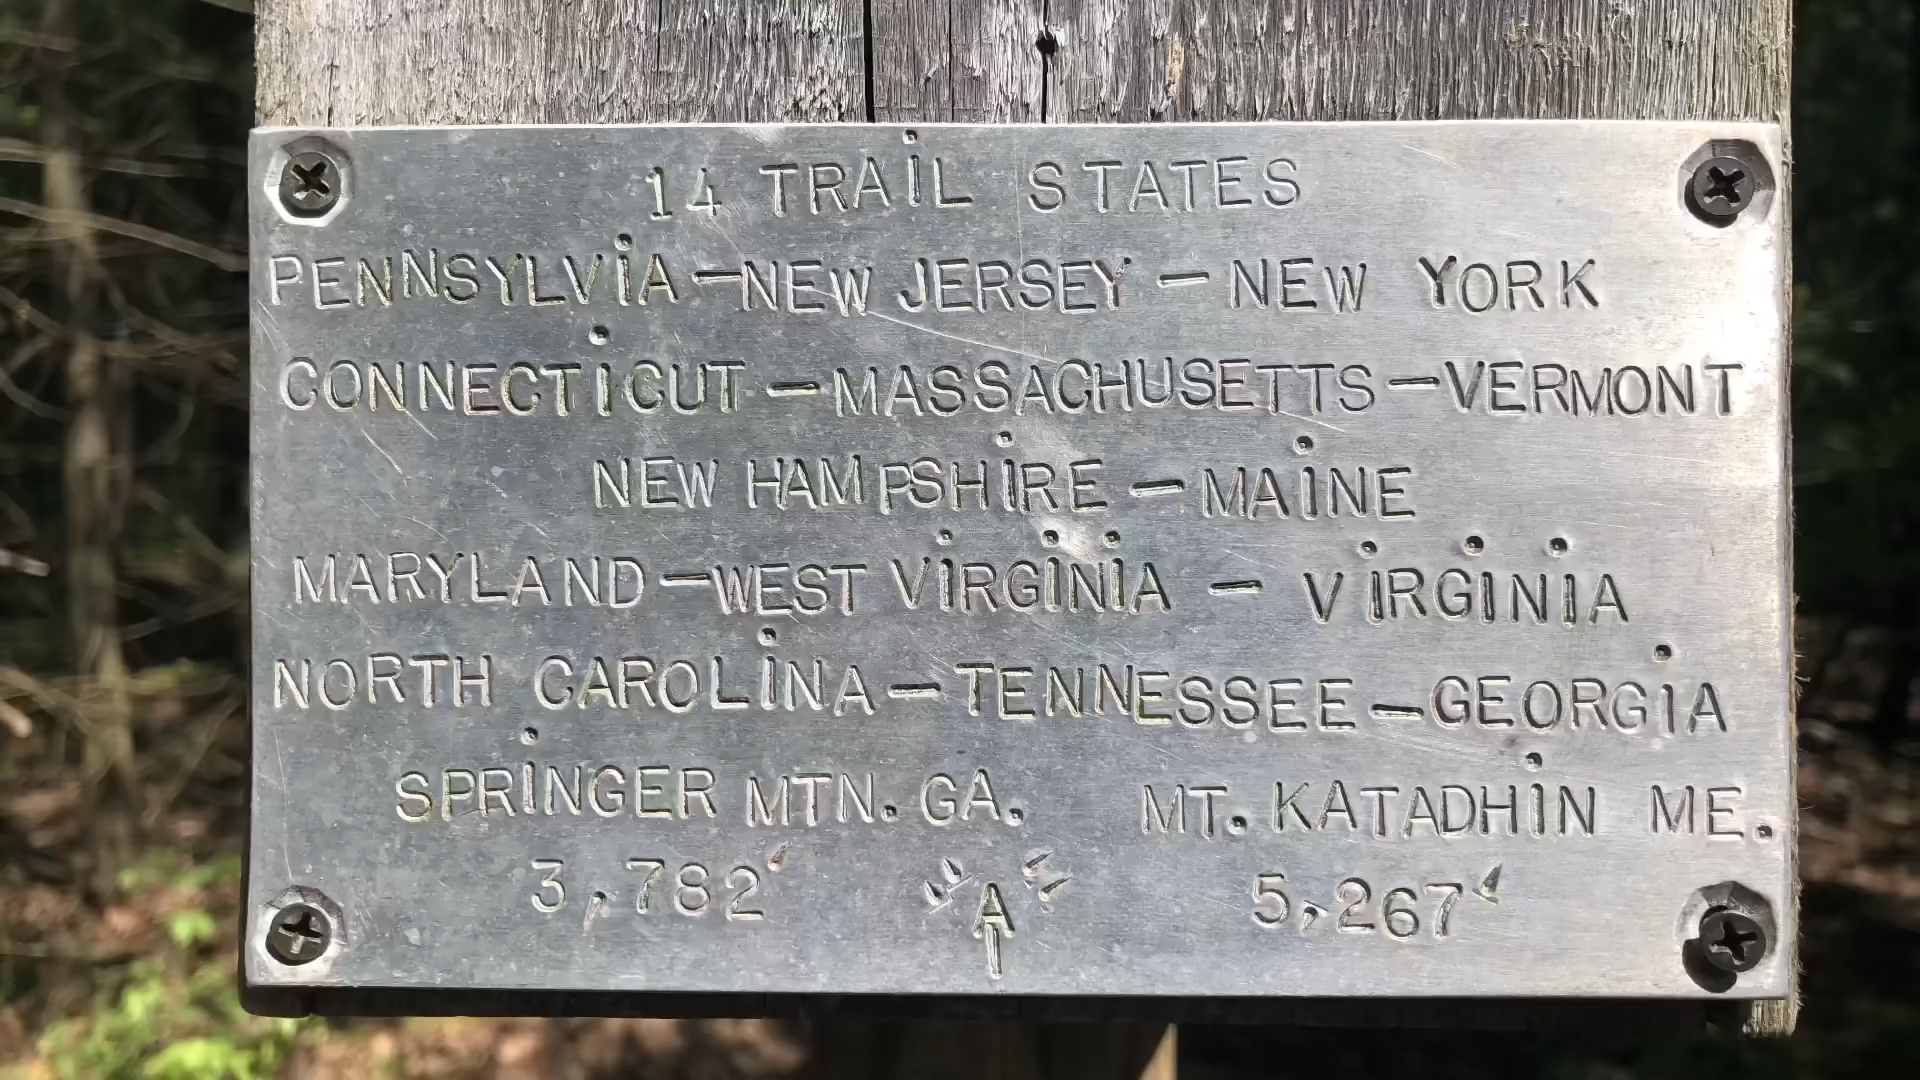 14 TRAiL STATES
PENNSYLViA-NEW JERSEY - NEW YORK
CONNECTiCUT - MASSACHUSETTS - VERMONT
NEW HAMPSHiRE - MAiNE
MARYLAND - WEST ViRGiNiA - ViRGiNiA
NORTH CAROLiNA - TENNESSEE - GEORGiA
SPRiNGER MTN. GA. MT. KATADHiN ME.
3,782' A 5,267'
T